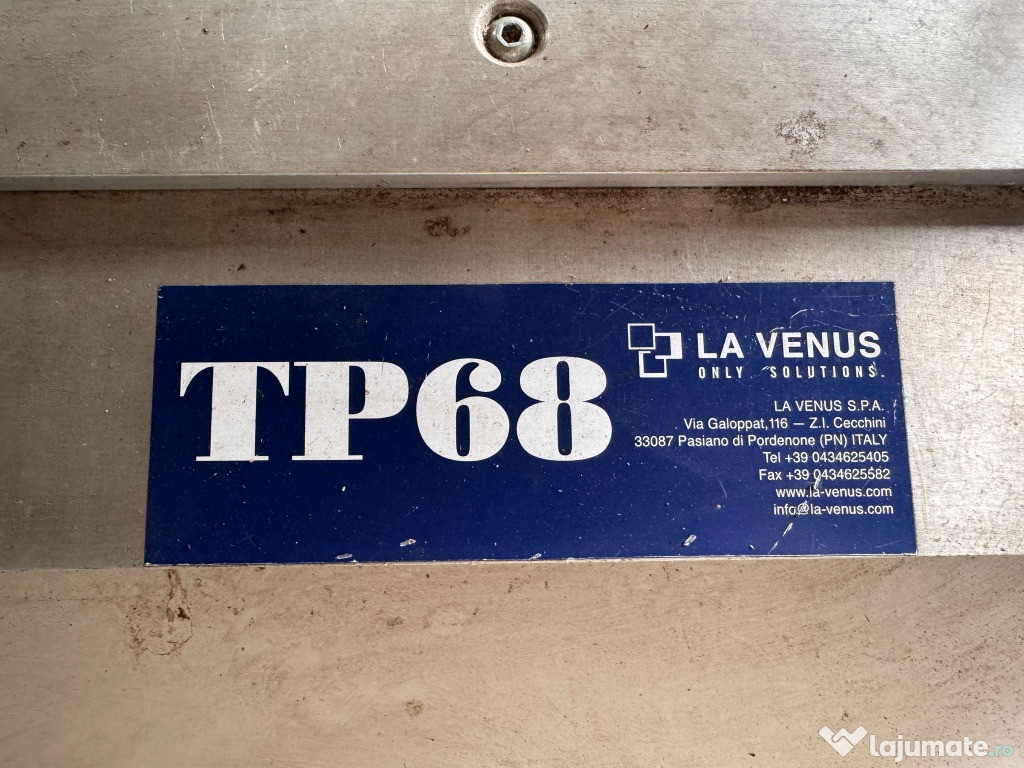 TP68
LA VENUS
ONLY SOLUTIONS.
LA VENUS S.P.A.
Via Galoppat,116 – Z.I. Cecchini
33087 Pasiano di Pordenone (PN) ITALY
Tel +39 0434625405
Fax +39 0434625582
www.la-venus.com
info@la-venus.com
lajumate.ro